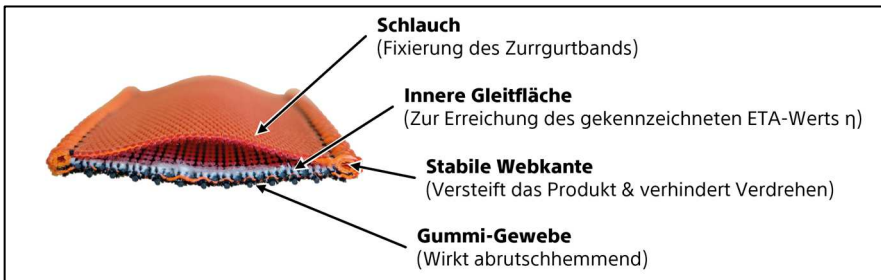 Schlauch
(Fixierung des Zurrgurtbands)
Innere Gleitfläche
(Zur Erreichung des gekennzeichneten ETA-Werts η)
Stabile Webkante
(Versteift das Produkt & verhindert Verdrehen)
Gummi-Gewebe
(Wirkt abrutschhemmend)